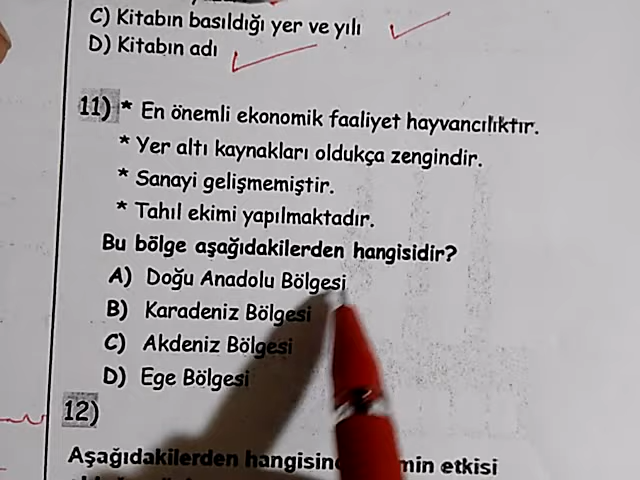 C) Kitabın basıldığı yer ve yılı
D) Kitabın adı
11) * En önemli ekonomik faaliyet hayvancılıktır.
* Yer altı kaynakları oldukça zengindir.
* Sanayi gelişmemiştir.
* Tahıl ekimi yapılmaktadır.
Bu bölge aşağıdakilerden hangisidir?
A) Doğu Anadolu Bölgesi
B) Karadeniz Bölgesi
C) Akdeniz Bölgesi
D) Ege Bölgesi
12)
Aşağıdakilerden etkisi